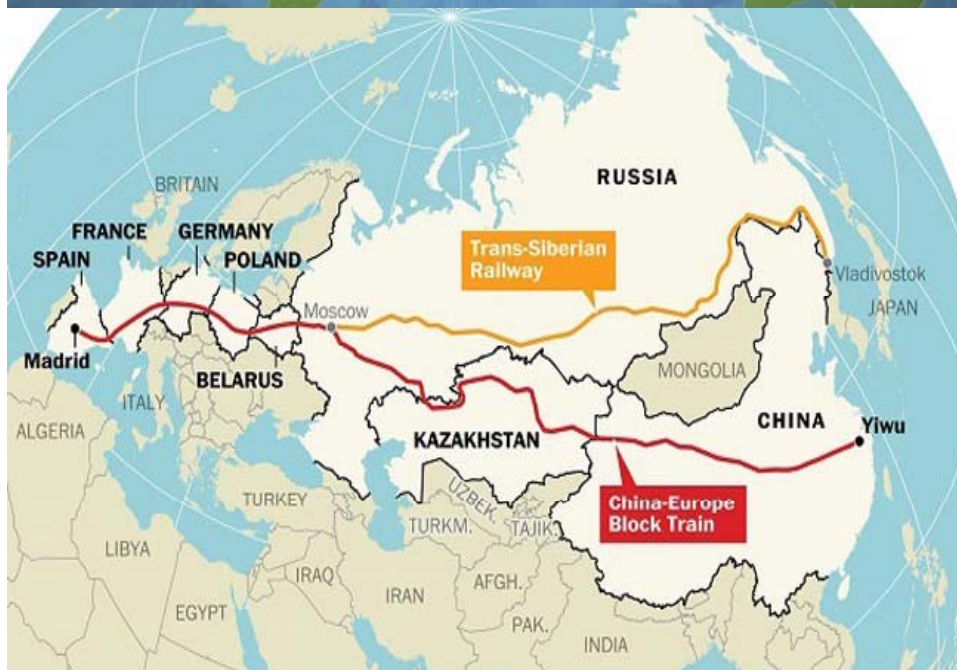 BRITAIN
FRANCE
GERMANY
SPAIN
POLAND
RUSSIA
Trans-Siberian
Railway
Vladivostok
JAPAN
Moscow
Madrid
BELARUS
MONGOLIA
ITALY
ALGERIA
KAZAKHSTAN
CHINA
Yiwu
China-Europe
Block Train
TURKEY
UZBEK.
TURKM.
TAJIK.
LIBYA
IRAQ
IRAN
AFGH.
EGYPT
PAK.
INDIA